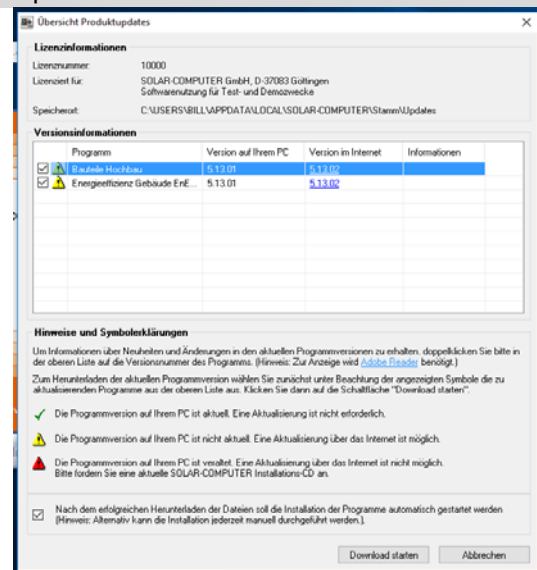 Übersicht Produktupdates
Lizenzinformationen
Lizenznummer: 10000
Lizenziert für: SOLAR-COMPUTER GmbH, D-37083 Göttingen
Softwarenutzung für Test- und Demozwecke
Speicherort: C:\USERS\BILL\APPDATA\LOCAL\SOLAR-COMPUTER\Stamm\Updates
Versionsinformationen
Programm Version auf Ihrem PC Version im Internet Informationen
Bauteile Hochbau 5.13.01 5.13.02
Energieeffizienz Gebäude EnE... 5.13.01 5.13.02
Hinweise und Symbolerklärungen
Um Informationen über Neuheiten und Änderungen in den aktuellen Programmversionen zu erhalten, doppelklicken Sie bitte in
der oberen Liste auf die Versionsnummer des Programms. (Hinweis: Zur Anzeige wird Adobe Reader benötigt.)
Zum Herunterladen der aktuellen Programmversion wählen Sie zunächst unter Beachtung der angezeigten Symbole die zu
aktualisierenden Programme aus der oberen Liste aus. Klicken Sie dann auf die Schaltfläche "Download starten".
Die Programmversion auf Ihrem PC ist aktuell. Eine Aktualisierung ist nicht erforderlich.
Die Programmversion auf Ihrem PC ist nicht aktuell. Eine Aktualisierung über das Internet ist möglich.
Die Programmversion auf Ihrem PC ist veraltet. Eine Aktualisierung über das Internet ist nicht möglich.
Bitte fordern Sie eine aktuelle SOLAR-COMPUTER Installations-CD an.
Nach dem erfolgreichen Herunterladen der Dateien soll die Installation der Programme automatisch gestartet werden
(Hinweis: Alternativ kann die Installation jederzeit manuell durchgeführt werden.).
Download starten Abbrechen